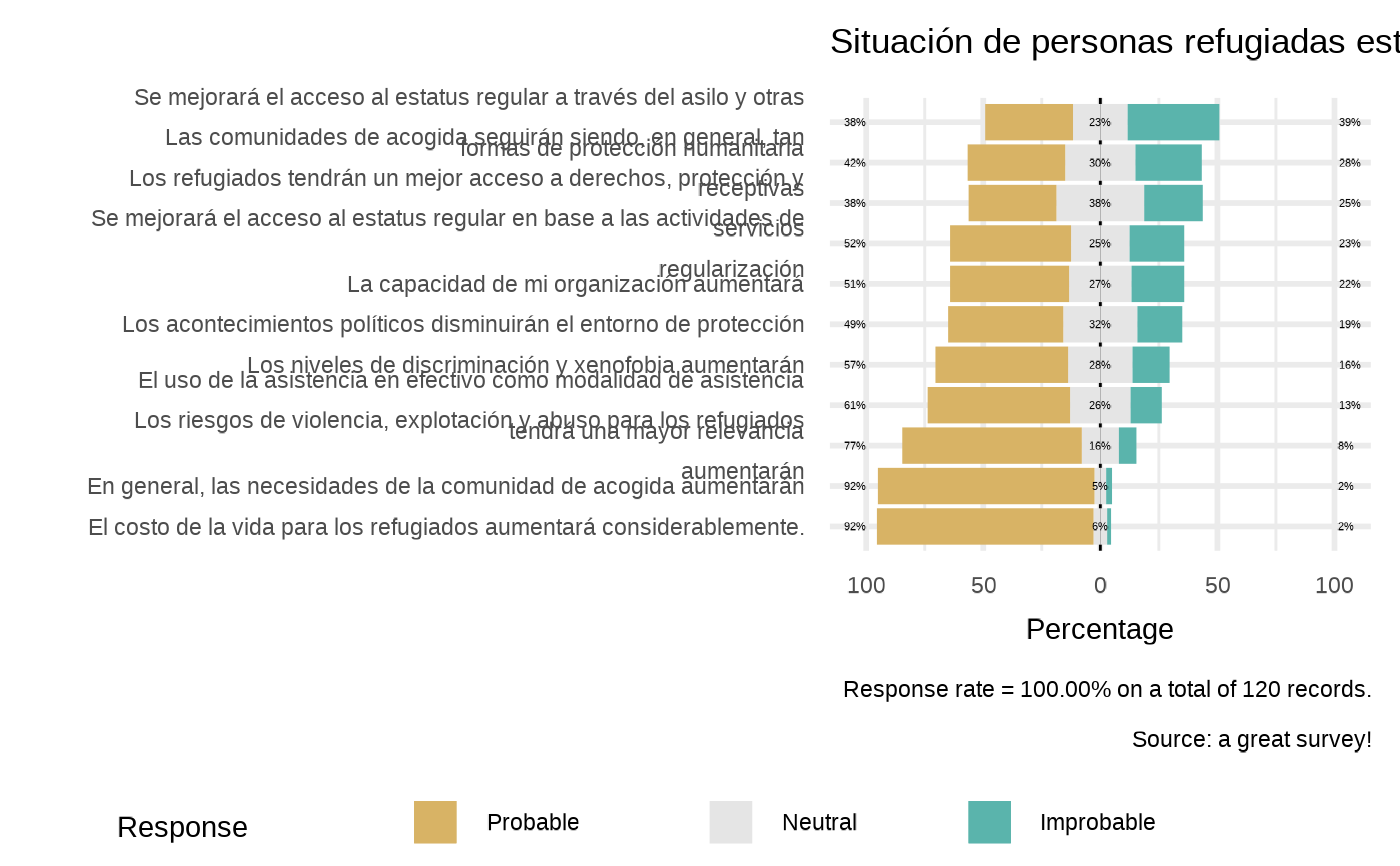 Situación de personas refugiadas est
Se mejorará el acceso al estatus regular a través del asilo y otras
formas de protección humanitaria
38% 23% 39%
Las comunidades de acogida seguirán siendo, en general, tan
receptivas
42% 30% 28%
Los refugiados tendrán un mejor acceso a derechos, protección y
servicios
38% 38% 25%
Se mejorará el acceso al estatus regular en base a las actividades de
regularización
52% 25% 23%
La capacidad de mi organización aumentará
51% 27% 22%
Los acontecimientos políticos disminuirán el entorno de protección
49% 32% 19%
Los niveles de discriminación y xenofobia aumentarán
57% 28% 16%
El uso de la asistencia en efectivo como modalidad de asistencia
tendrá una mayor relevancia
61% 26% 13%
Los riesgos de violencia, explotación y abuso para los refugiados
aumentarán
77% 16% 8%
En general, las necesidades de la comunidad de acogida aumentarán
92% 5% 2%
El costo de la vida para los refugiados aumentará considerablemente.
92% 6% 2%
100 50 0 50 100
Percentage
Response rate = 100.00% on a total of 120 records.
Source: a great survey!
Response Probable Neutral Improbable